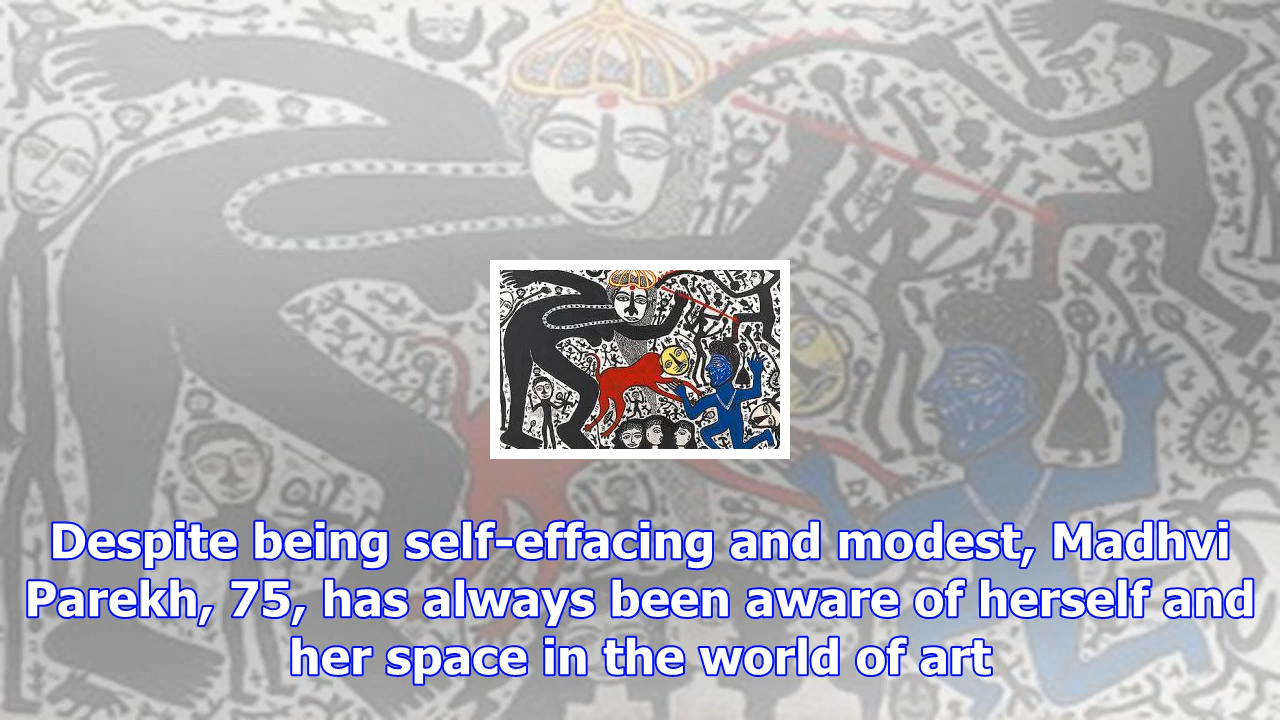 Despite being self-effacing and modest, Madhvi
Parekh, 75, has always been aware of herself and
her space in the world of art